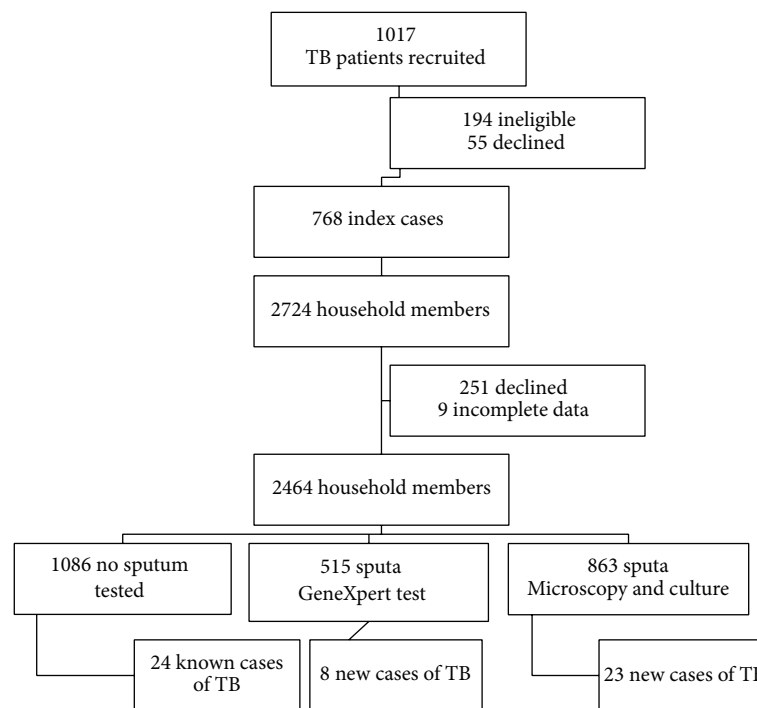 1017
TB patients recruited
194 ineligible
55 declined
768 index cases
2724 household members
251 declined
9 incomplete data
2464 household members
1086 no sputum
tested
515 sputa
GeneXpert test
863 sputa
Microscopy and culture
24 known cases
of TB
8 new cases of TB
23 new cases of